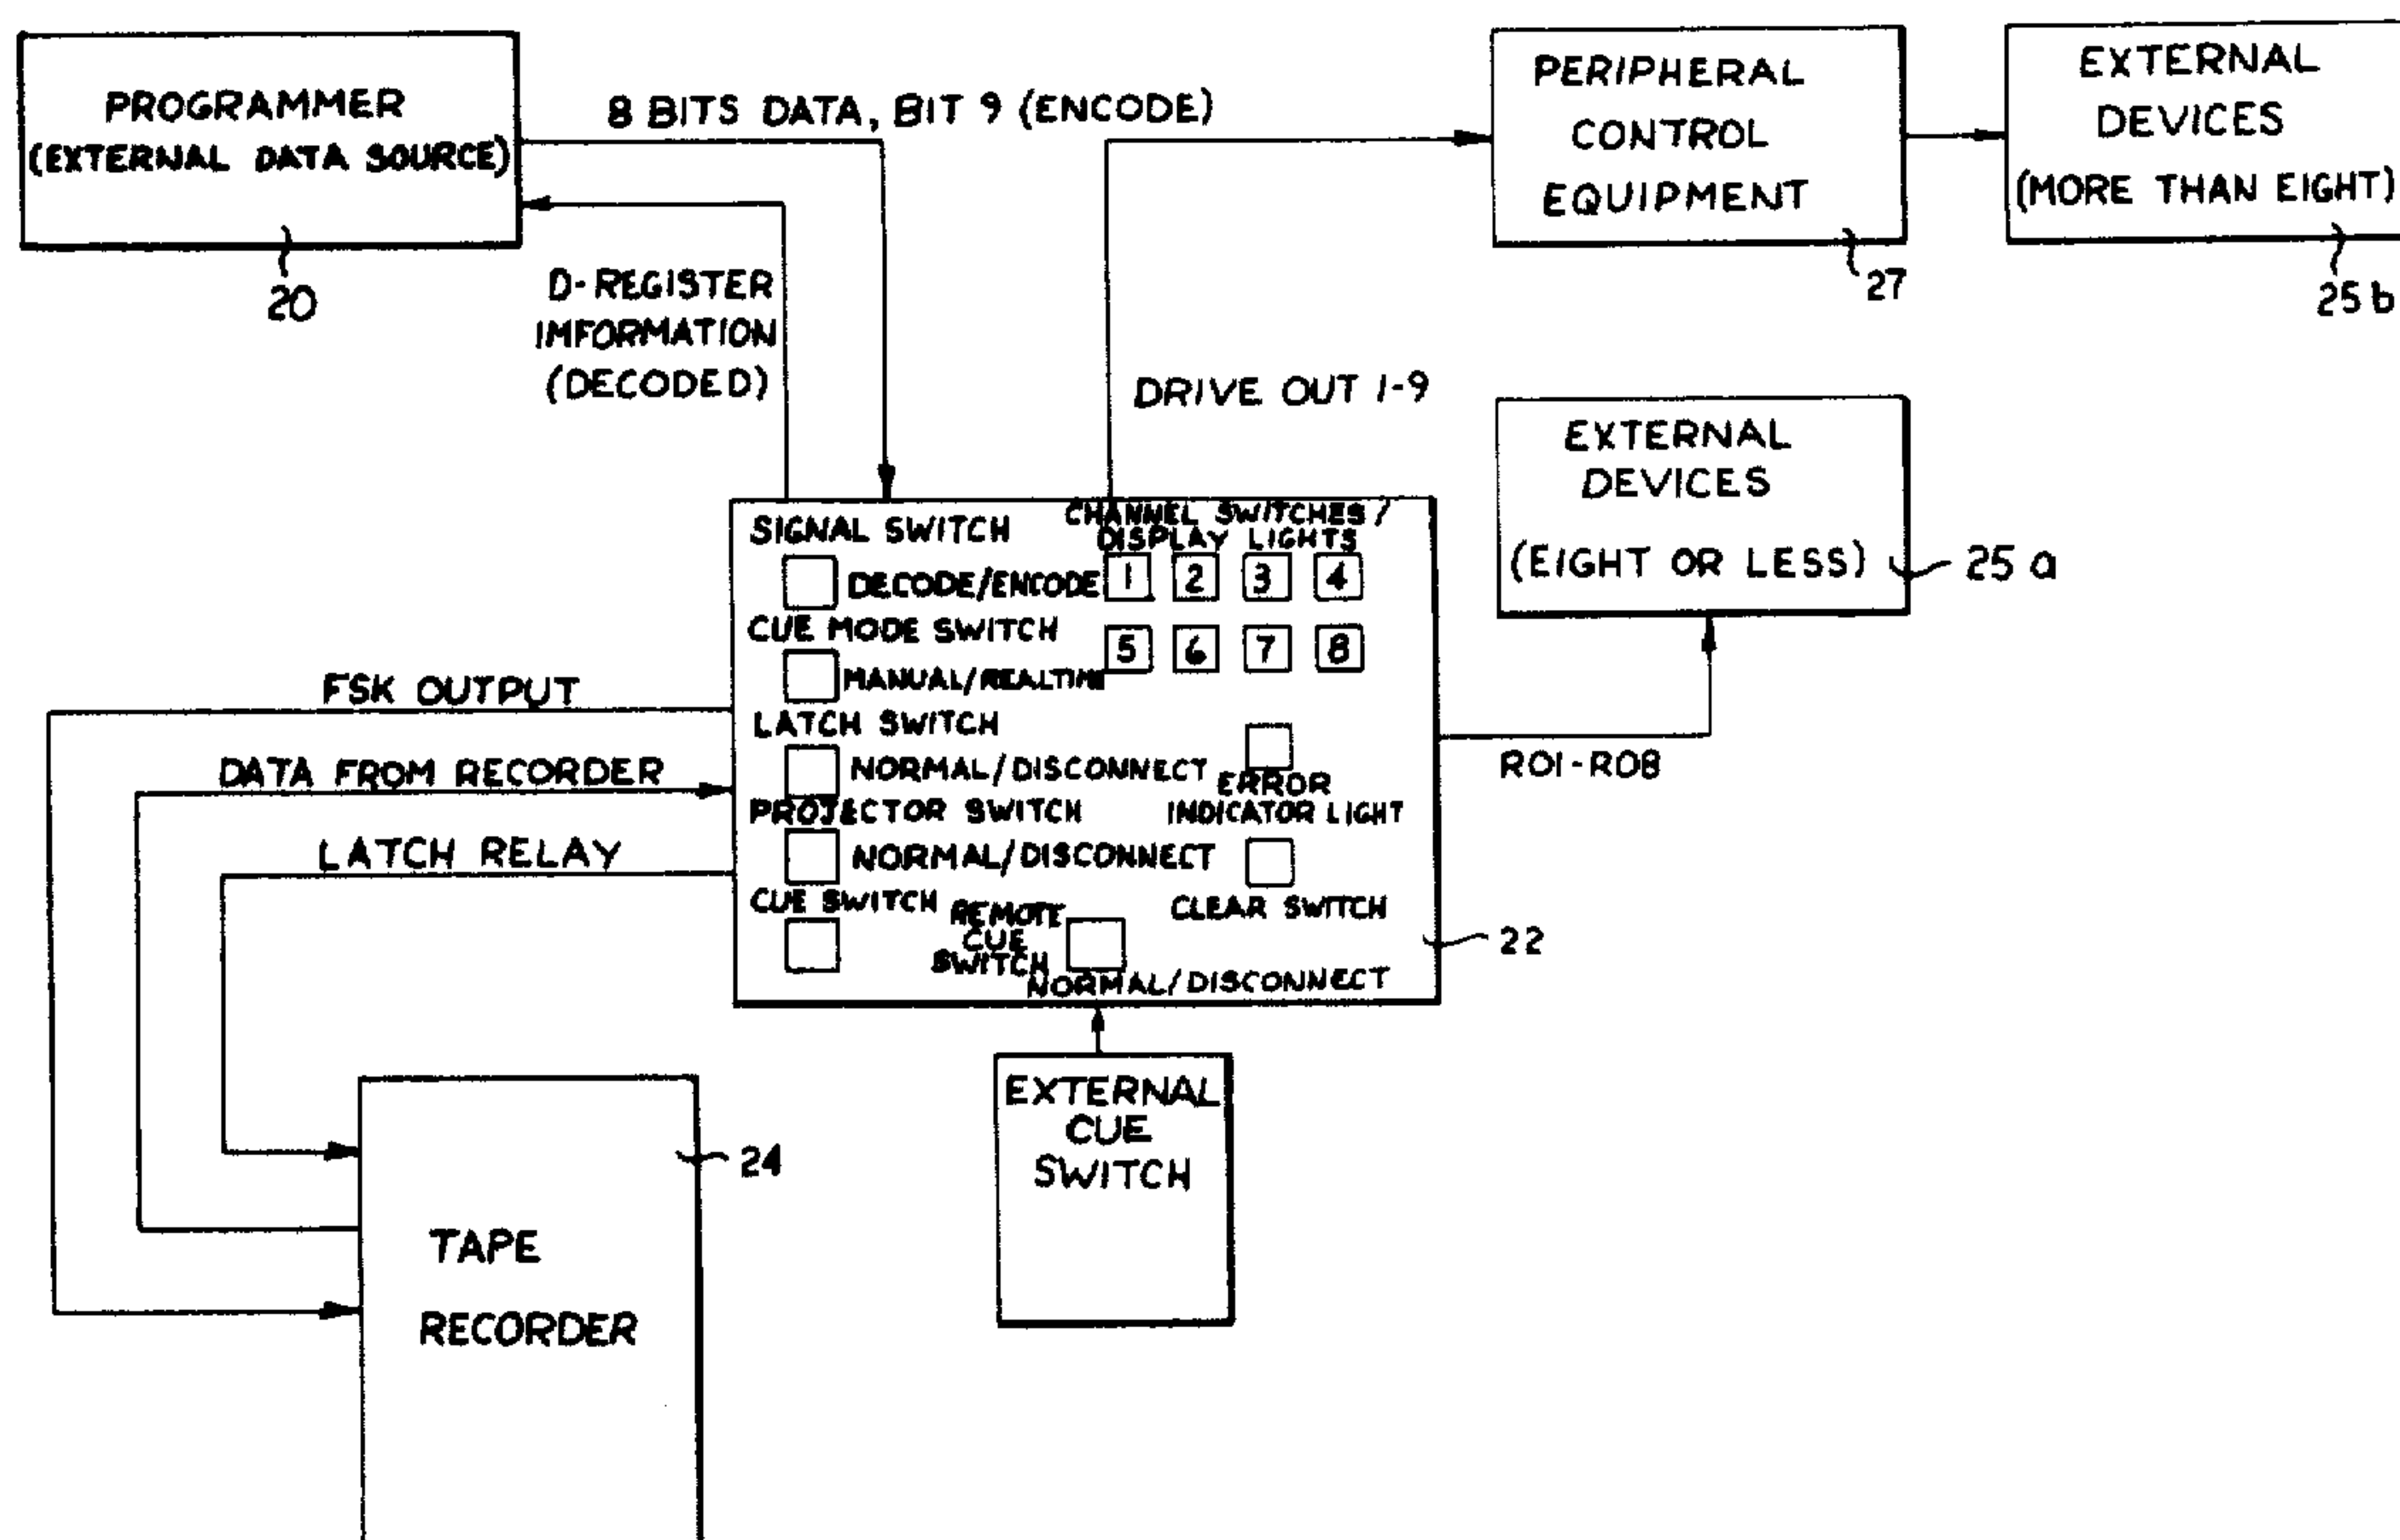 PROGRAMMER
(EXTERNAL DATA SOURCE)
20
8 BITS DATA, BIT 9 (ENCODE)
D-REGISTER
IMFORMATION
(DECODED)
PERIPHERAL
CONTROL
EQUIPMENT
27
EXTERNAL
DEVICES
(MORE THAN EIGHT)
25b
DRIVE OUT 1-9
EXTERNAL
DEVICES
(EIGHT OR LESS)
25a
SIGNAL SWITCH
DECODE/ENCODE
CUE MODE SWITCH
MANUAL/REALTIME
LATCH SWITCH
NORMAL/DISCONNECT
PROJECTOR SWITCH
NORMAL/DISCONNECT
CUE SWITCH
REMOTE
CUE
SWITCH
NORMAL/DISCONNECT
CHANNEL SWITCHES/
DISPLAY LIGHTS
1 2 3 4
5 6 7 8
ERROR
INDICATOR LIGHT
CLEAR SWITCH
22
RO1-RO8
FSK OUTPUT
DATA FROM RECORDER
LATCH RELAY
TAPE
RECORDER
24
EXTERNAL
CUE
SWITCH